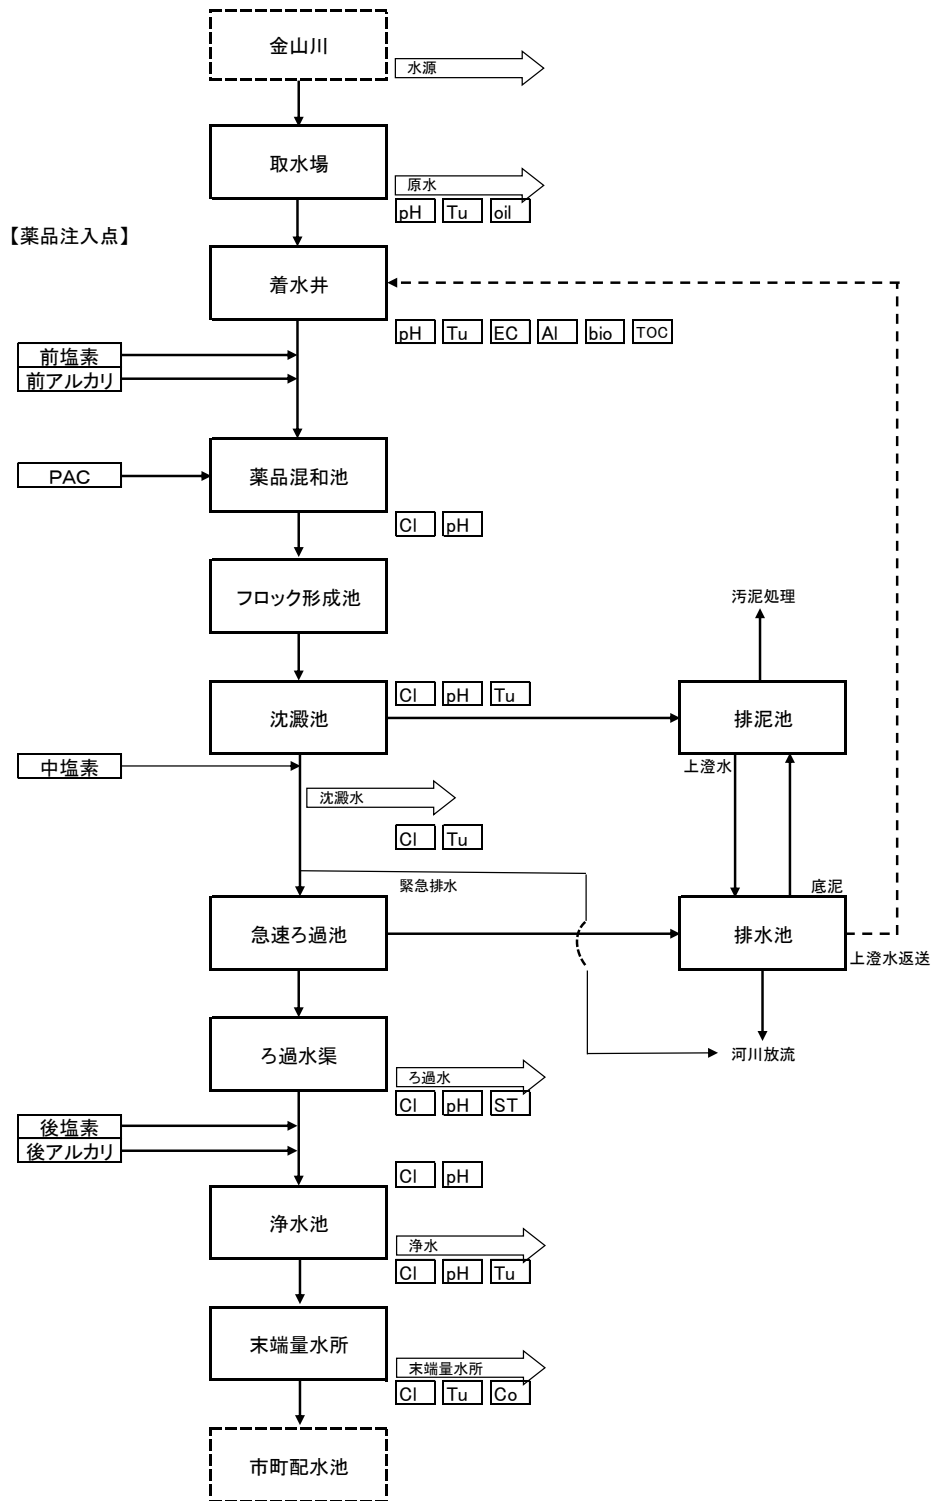 金山川
水源
取水場
原水
pH Tu oil
【薬品注入点】
着水井
pH Tu EC Al bio TOC
前塩素
前アルカリ
PAC
薬品混和池
Cl pH
フロック形成池
汚泥処理
沈澱池
Cl pH Tu
排泥池
中塩素
上澄水
沈澱水
Cl Tu
緊急排水
底泥
急速ろ過池
排水池
上澄水返送
ろ過水渠
河川放流
ろ過水
Cl pH ST
後塩素
後アルカリ
Cl pH
浄水池
浄水
Cl pH Tu
末端量水所
末端量水所
Cl Tu Co
市町配水池